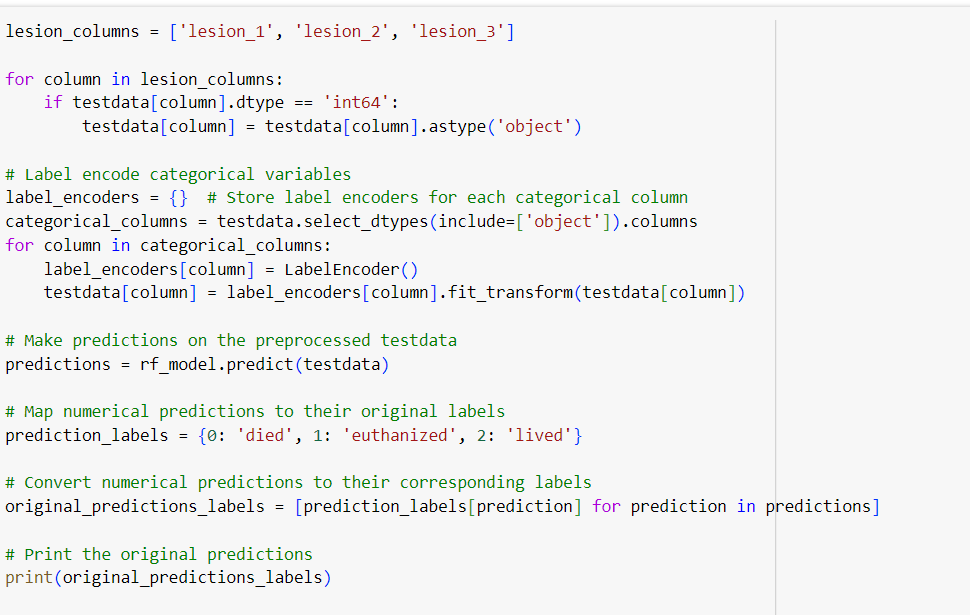 lesion_columns = ['lesion_1', 'lesion_2', 'lesion_3']
for column in lesion_columns:
    if testdata[column].dtype == 'int64':
        testdata[column] = testdata[column].astype('object')
# Label encode categorical variables
label_encoders = {}  # Store label encoders for each categorical column
categorical_columns = testdata.select_dtypes(include=['object']).columns
for column in categorical_columns:
    label_encoders[column] = LabelEncoder()
    testdata[column] = label_encoders[column].fit_transform(testdata[column])
# Make predictions on the preprocessed testdata
predictions = rf_model.predict(testdata)
# Map numerical predictions to their original labels
prediction_labels = {0: 'died', 1: 'euthanized', 2: 'lived'}
# Convert numerical predictions to their corresponding labels
original_predictions_labels = [prediction_labels[prediction] for prediction in predictions]
# Print the original predictions
print(original_predictions_labels)